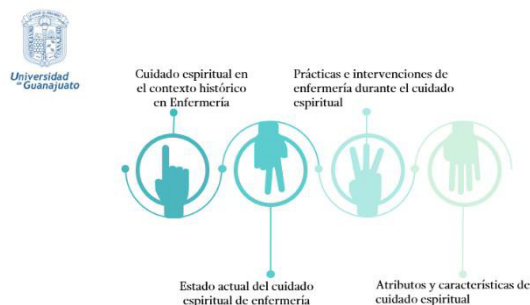 Universidad
de Guanajuato
Cuidado espiritual en
el contexto histórico
en Enfermería
Prácticas e intervenciones de
enfermería durante el cuidado
espiritual
Estado actual del cuidado
espiritual de enfermería
Atributos y características de
cuidado espiritual